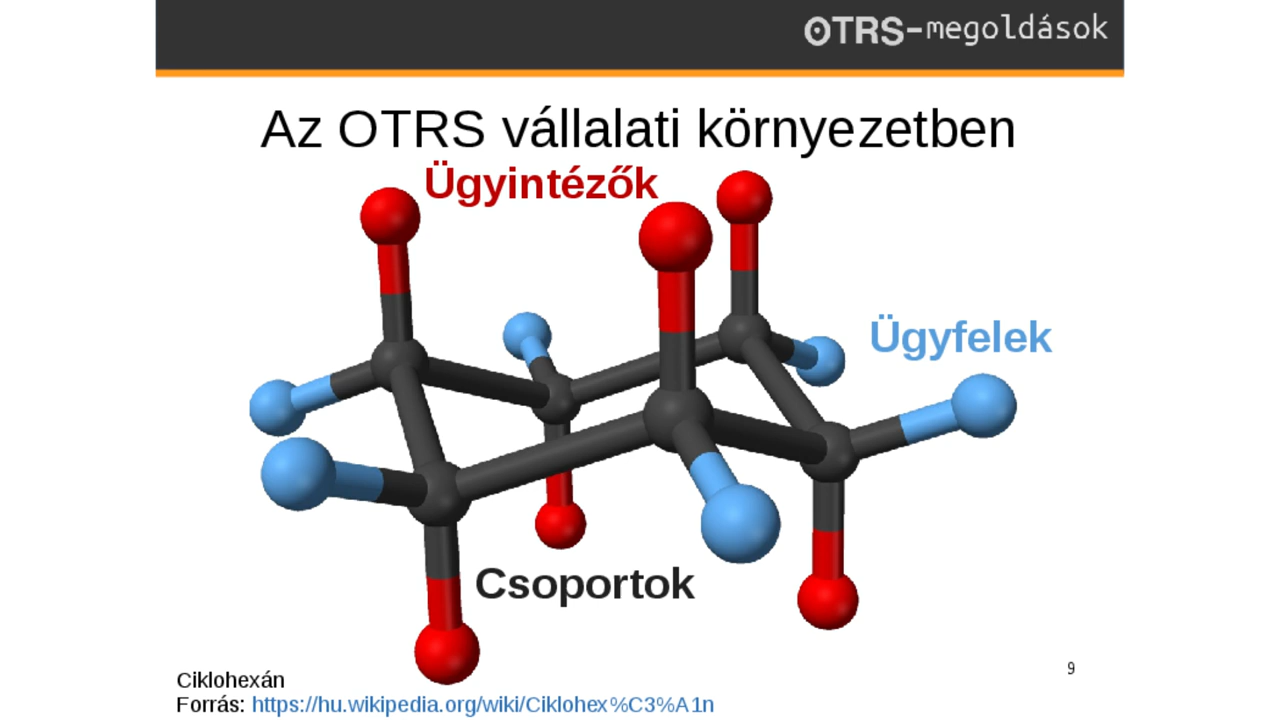 OTRS-megoldások
Az OTRS vállalati környezetben
Ügyintézők
Ügyfelek
Csoportok
9
Ciklohexán
Forrás: https://hu.wikipedia.org/wiki/Ciklohex%C3%A1n